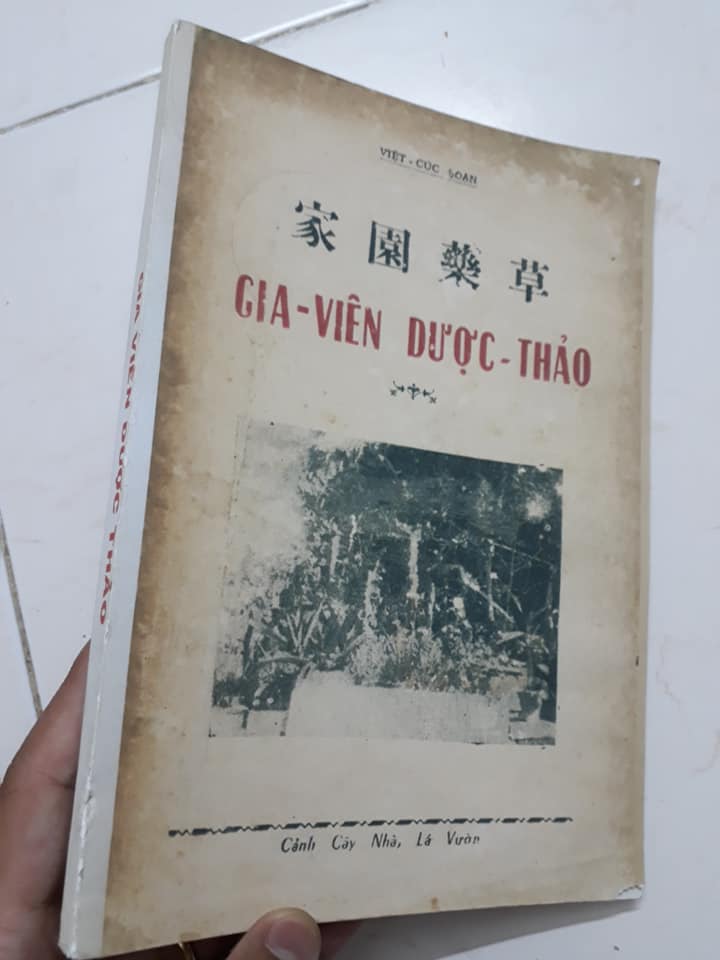 VIỆT - CÚC SOẠN
家園藥草
GIA-VIÊN DƯỢC-THẢO
Cảnh Cây Nhà, Lá Vườn
GIA VIÊN DƯỢC THẢO